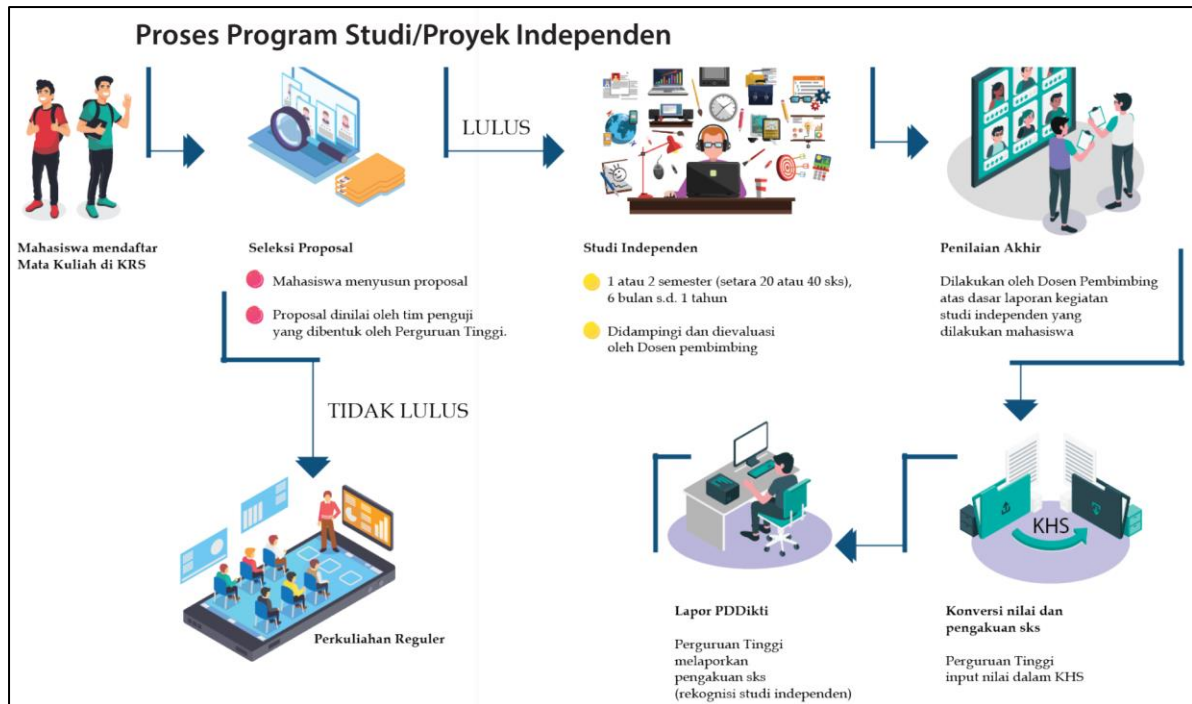 Proses Program Studi/Proyek Independen
LULUS
Mahasiswa mendaftar
Mata Kuliah di KRS
Seleksi Proposal
Mahasiswa menyusun proposal
Proposal dinilai oleh tim penguji
yang dibentuk oleh Perguruan Tinggi.
Studi Independen
1 atau 2 semester (setara 20 atau 40 sks),
6 bulan s.d. 1 tahun
Didampingi dan dievaluasi
oleh Dosen pembimbing
Penilaian Akhir
Dilakukan oleh Dosen Pembimbing
atas dasar laporan kegiatan
studi independen yang
dilakukan mahasiswa
TIDAK LULUS
Perkuliahan Reguler
KHS
Konversi nilai dan
pengakuan sks
Perguruan Tinggi
input nilai dalam KHS
Lapor PDDikti
Perguruan Tinggi
melaporkan
pengakuan sks
(rekognisi studi independen)